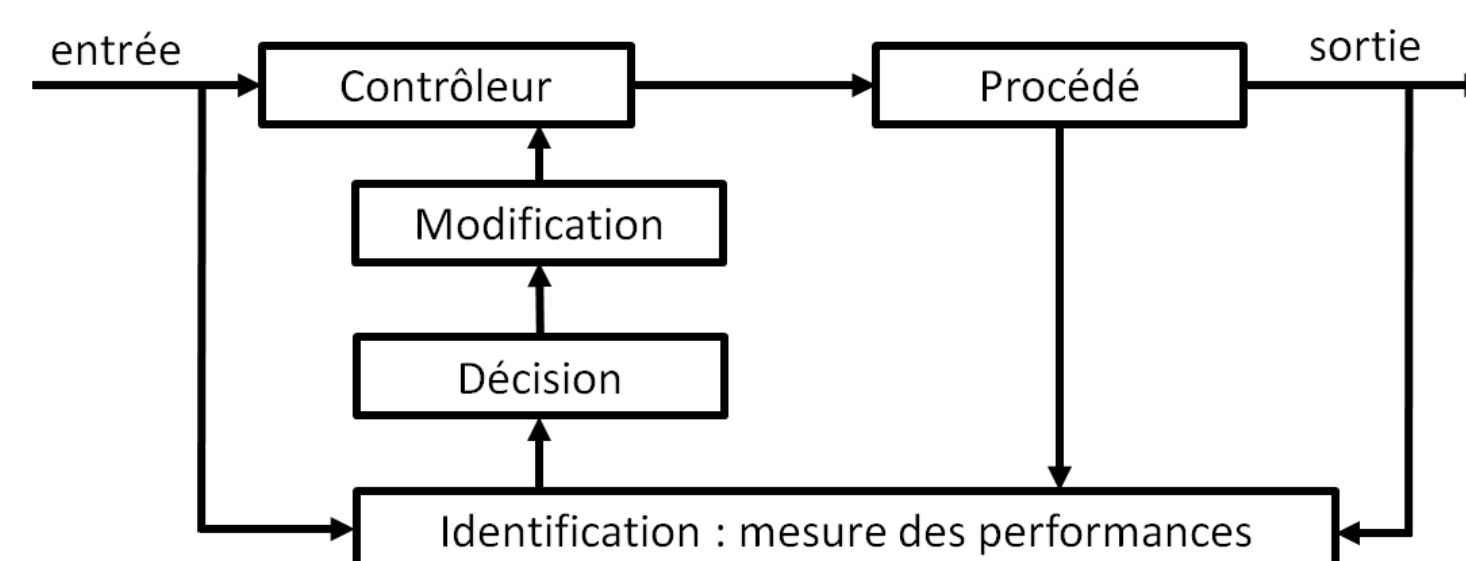 entrée
sortie
Contrôleur
Procédé
Modification
Décision
Identification : mesure des performances